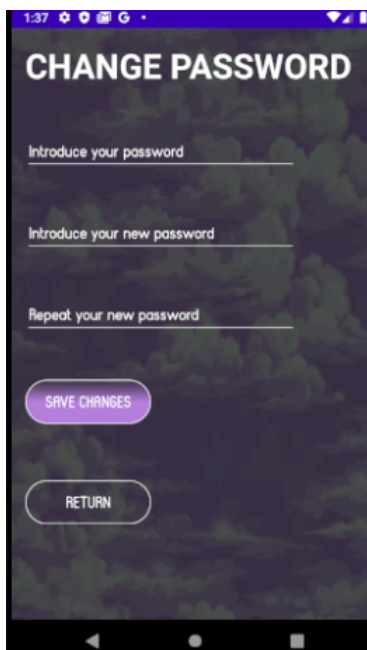 1:37 G
CHANGE PASSWORD
Introduce your password
Introduce your new password
Repeat your new password
SAVE CHANGES
RETURN